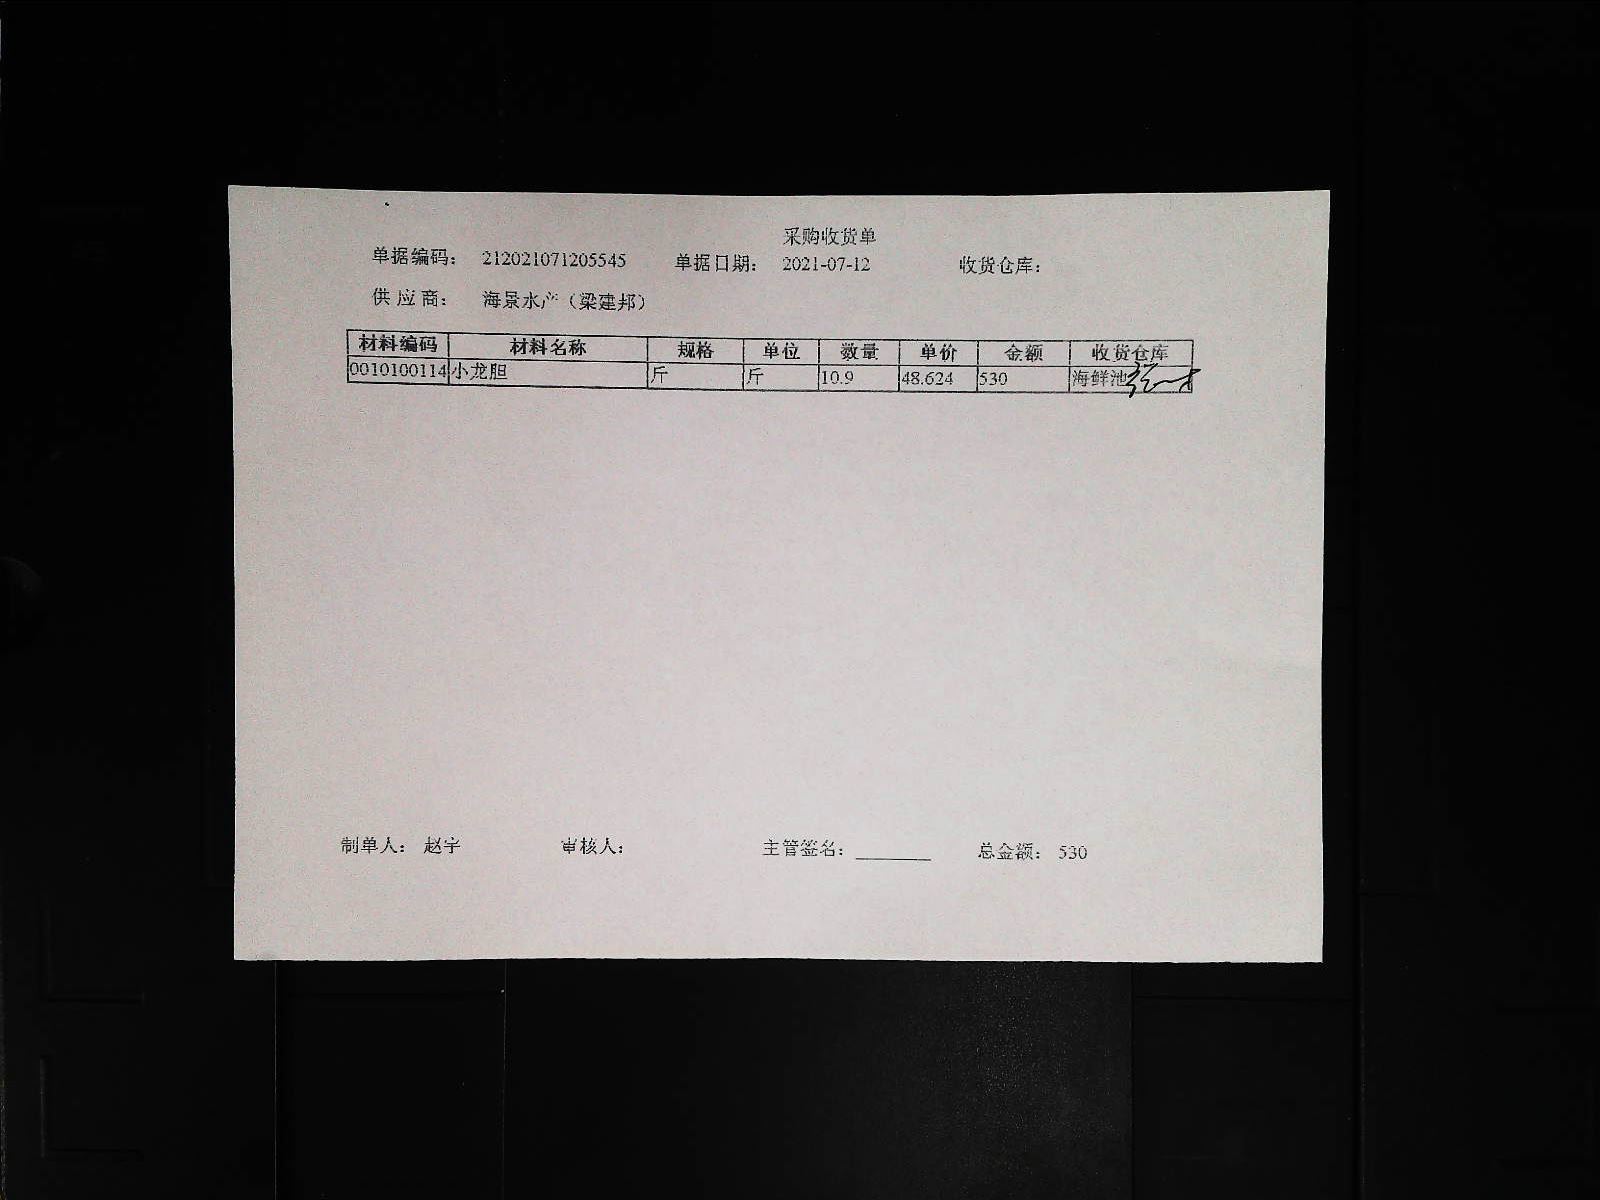 采购收货单
单据编码: 212021071205545 单据日期: 2021-07-12 收货仓库:
供应商: 海景水产（梁建邦）
材料编码 材料名称 规格 单位 数量 单价 金额 收货仓库
0010100114 小龙胆 斤 斤 10.9 48.624 530 海鲜池
制单人: 赵宇 审核人: 主管签名: 总金额: 530